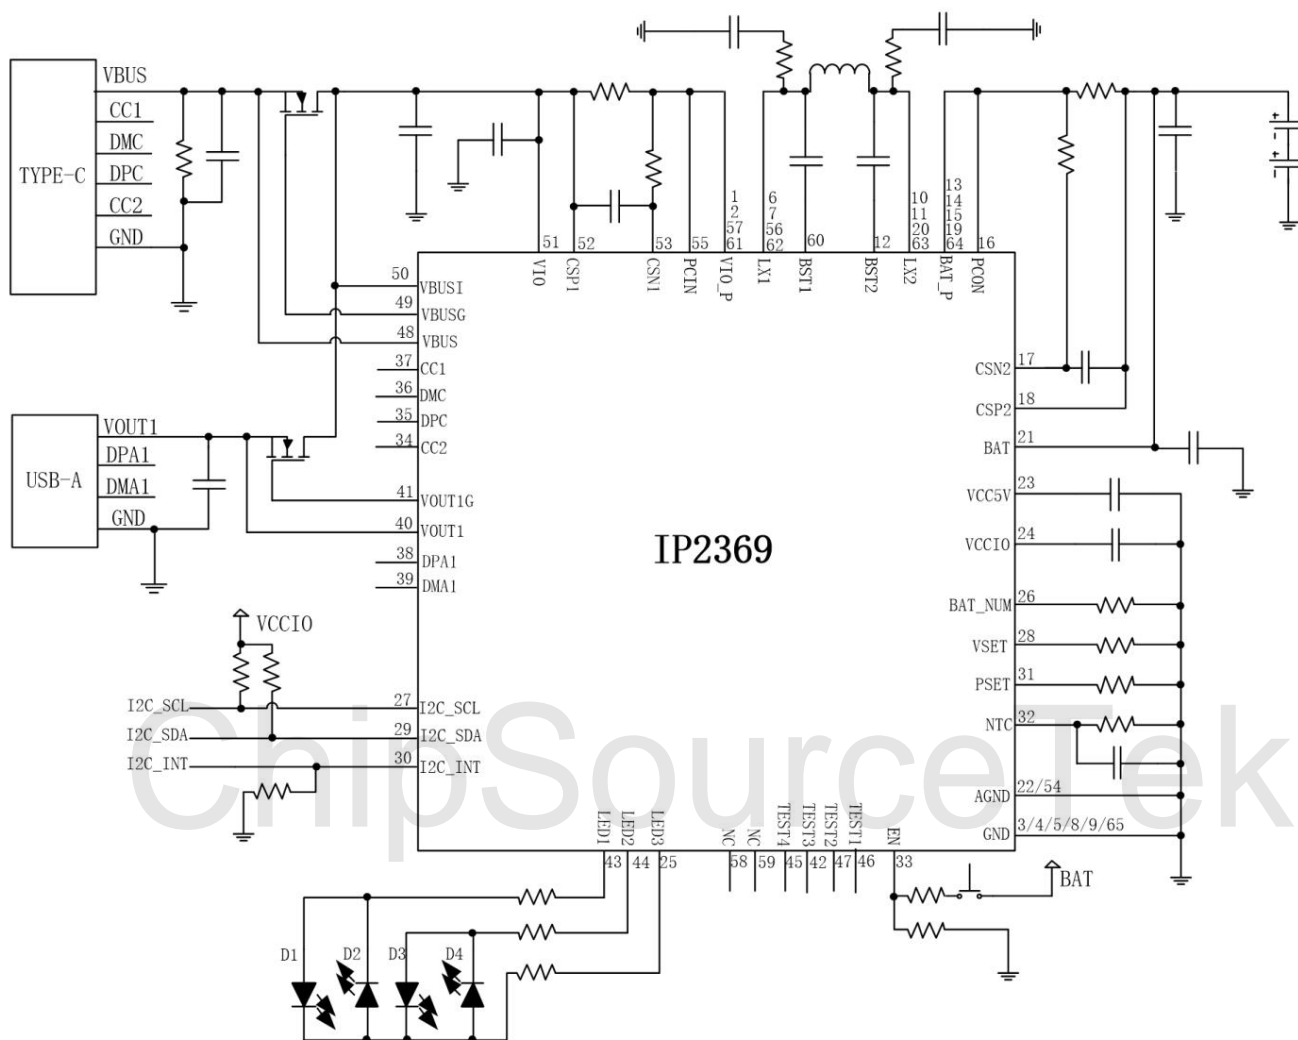 TYPE-C
VBUS
CC1
DMC
DPC
CC2
GND
USB-A
VOUT1
DPA1
DMA1
GND
VCCIO
I2C_SCL
I2C_SDA
I2C_INT
50 VBUSI
49 VBUSG
48 VBUS
37 CC1
36 DMC
35 DPC
34 CC2
41 VOUT1G
40 VOUT1
38 DPA1
39 DMA1
27 I2C_SCL
29 I2C_SDA
30 I2C_INT
51 VIO
52 CSP1
53 CSN1
55 PCIN
1
2
57
61 VIO_P
6
7
56
62 LX1
60 BST1
12 BST2
10
11
20
63 LX2
13
14
15
19
64 BAT_P
16 PCON
IP2369
CSN2 17
CSP2 18
BAT 21
VCC5V 23
VCCIO 24
BAT_NUM 26
VSET 28
PSET 31
NTC 32
AGND 22/54
GND 3/4/5/8/9/65
LED1 43
LED2 44
LED3 25
NC 58
NC 59
TEST4 45
TEST3 42
TEST2 47
TEST1 46
EN 33
BAT
D1
D2
D3
D4
+
-
+
-
ChipSourceTek